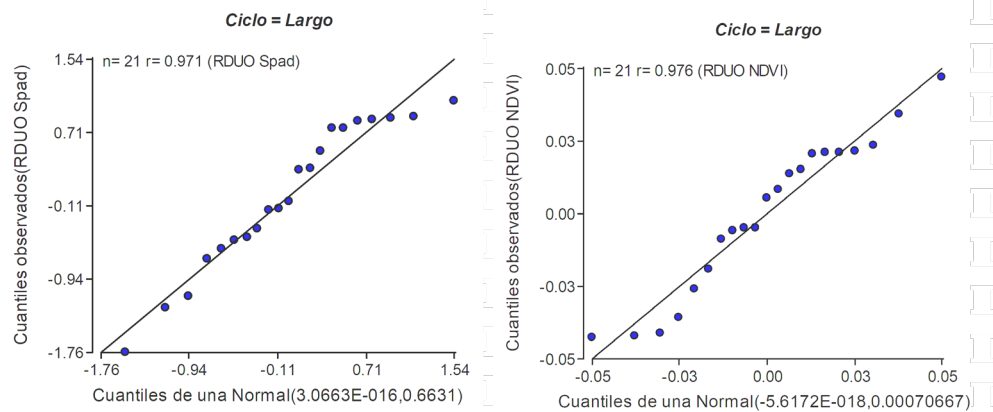 Ciclo = Largo
n= 21 r= 0.971 (RDUO Spad)
Cuantiles observados(RDUO Spad)
1.54
0.71
-0.11
-0.94
-1.76
-1.76 -0.94 -0.11 0.71 1.54
Cuantiles de una Normal(3.0663E-016,0.6631)
Ciclo = Largo
n= 21 r= 0.976 (RDUO NDVI)
Cuantiles observados(RDUO NDVI)
0.05
0.03
0.00
-0.03
-0.05
-0.05 -0.03 0.00 0.03 0.05
Cuantiles de una Normal(-5.6172E-018,0.00070667)